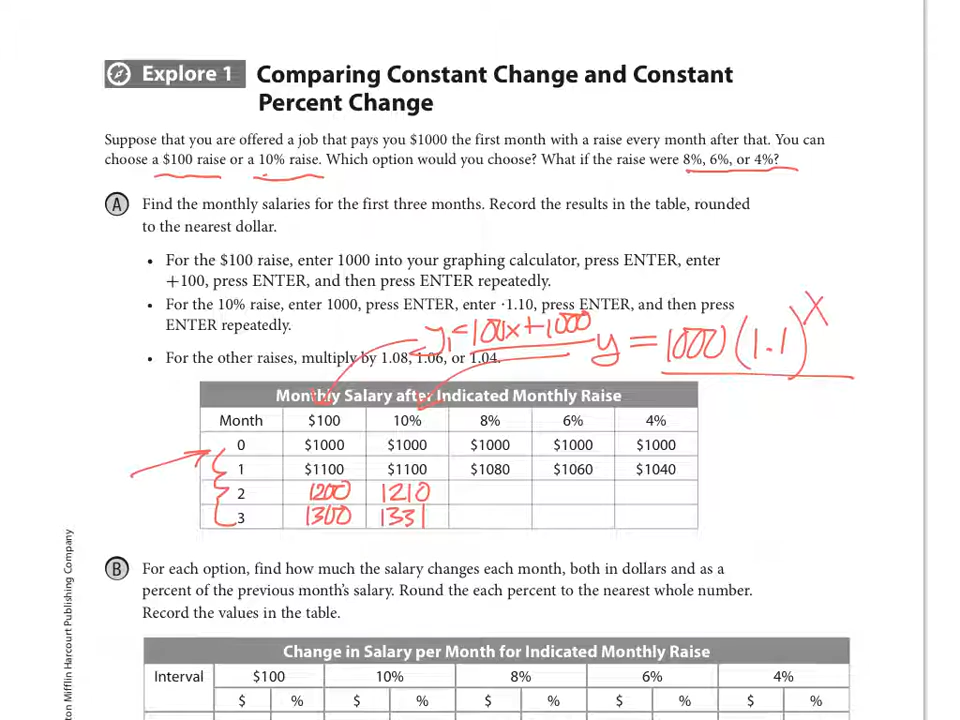 Explore 1 Comparing Constant Change and Constant
Percent Change
Suppose that you are offered a job that pays you $1000 the first month with a raise every month after that. You can
choose a $100 raise or a 10% raise. Which option would you choose? What if the raise were 8%, 6%, or 4%?
A Find the monthly salaries for the first three months. Record the results in the table, rounded
to the nearest dollar.
• For the $100 raise, enter 1000 into your graphing calculator, press ENTER, enter
+100, press ENTER, and then press ENTER repeatedly.
• For the 10% raise, enter 1000, press ENTER, enter ·1.10, press ENTER, and then press
ENTER repeatedly.
y₁=100x+1000 y = 1000(1.1)^x
• For the other raises, multiply by 1.08, 1.06, or 1.04.
Monthly Salary after Indicated Monthly Raise
Month $100 10% 8% 6% 4%
0 $1000 $1000 $1000 $1000 $1000
1 $1100 $1100 $1080 $1060 $1040
2 1200 1210
3 1300 1331
B For each option, find how much the salary changes each month, both in dollars and as a
percent of the previous month's salary. Round the each percent to the nearest whole number.
Record the values in the table.
Change in Salary per Month for Indicated Monthly Raise
Interval $100 10% 8% 6% 4%
$ % $ % $ % $ % $ %
ton Mifflin Harcourt Publishing Company